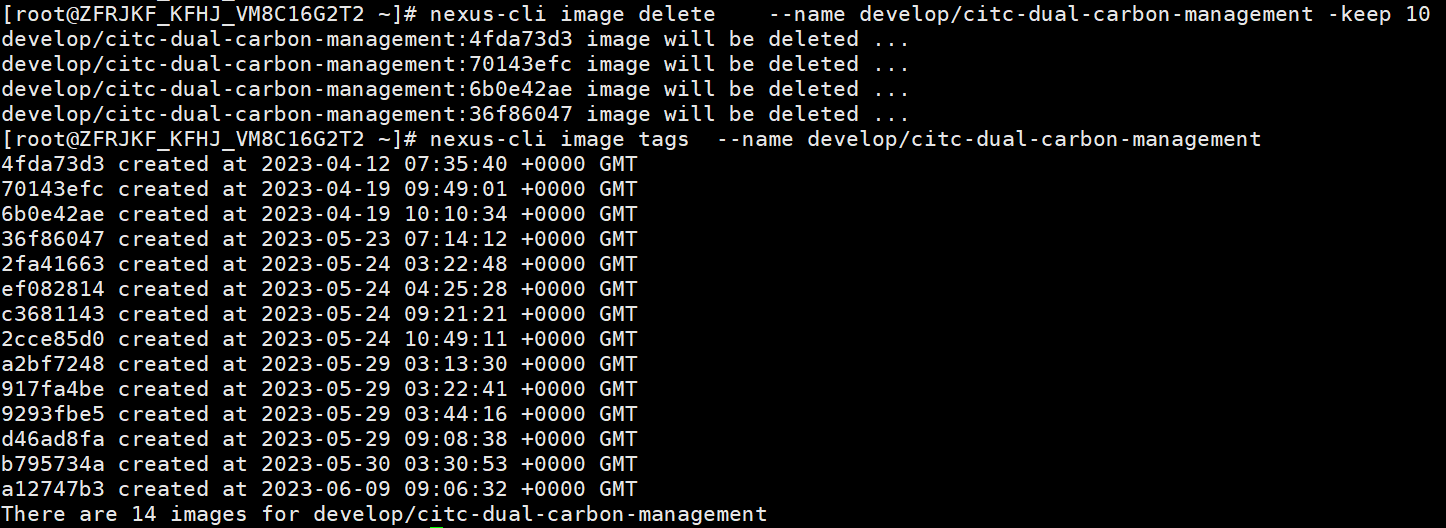 [root@ZFRJKF_KFHJ_VM8C16G2T2 ~]# nexus-cli image delete    --name develop/citc-dual-carbon-management -keep 10
develop/citc-dual-carbon-management:4fda73d3 image will be deleted ...
develop/citc-dual-carbon-management:70143efc image will be deleted ...
develop/citc-dual-carbon-management:6b0e42ae image will be deleted ...
develop/citc-dual-carbon-management:36f86047 image will be deleted ...
[root@ZFRJKF_KFHJ_VM8C16G2T2 ~]# nexus-cli image tags  --name develop/citc-dual-carbon-management
4fda73d3 created at 2023-04-12 07:35:40 +0000 GMT
70143efc created at 2023-04-19 09:49:01 +0000 GMT
6b0e42ae created at 2023-04-19 10:10:34 +0000 GMT
36f86047 created at 2023-05-23 07:14:12 +0000 GMT
2fa41663 created at 2023-05-24 03:22:48 +0000 GMT
ef082814 created at 2023-05-24 04:25:28 +0000 GMT
c3681143 created at 2023-05-24 09:21:21 +0000 GMT
2cce85d0 created at 2023-05-24 10:49:11 +0000 GMT
a2bf7248 created at 2023-05-29 03:13:30 +0000 GMT
917fa4be created at 2023-05-29 03:22:41 +0000 GMT
9293fbe5 created at 2023-05-29 03:44:16 +0000 GMT
d46ad8fa created at 2023-05-29 09:08:38 +0000 GMT
b795734a created at 2023-05-30 03:30:53 +0000 GMT
a12747b3 created at 2023-06-09 09:06:32 +0000 GMT
There are 14 images for develop/citc-dual-carbon-management